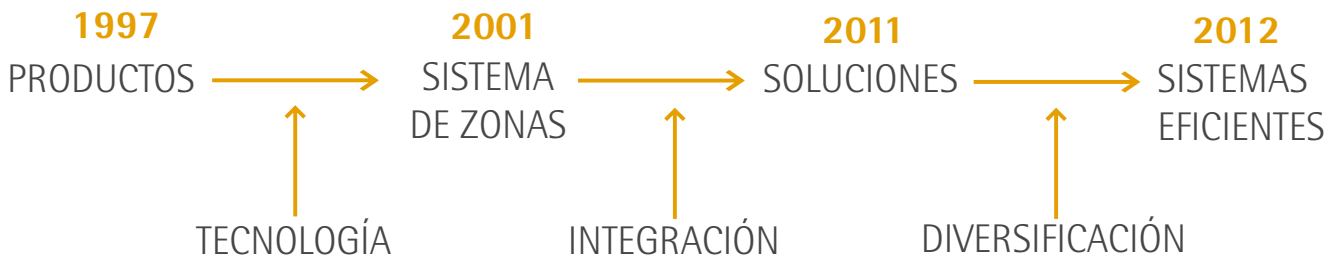 1997
PRODUCTOS
2001
SISTEMA
DE ZONAS
2011
SOLUCIONES
2012
SISTEMAS
EFICIENTES
TECNOLOGÍA
INTEGRACIÓN
DIVERSIFICACIÓN